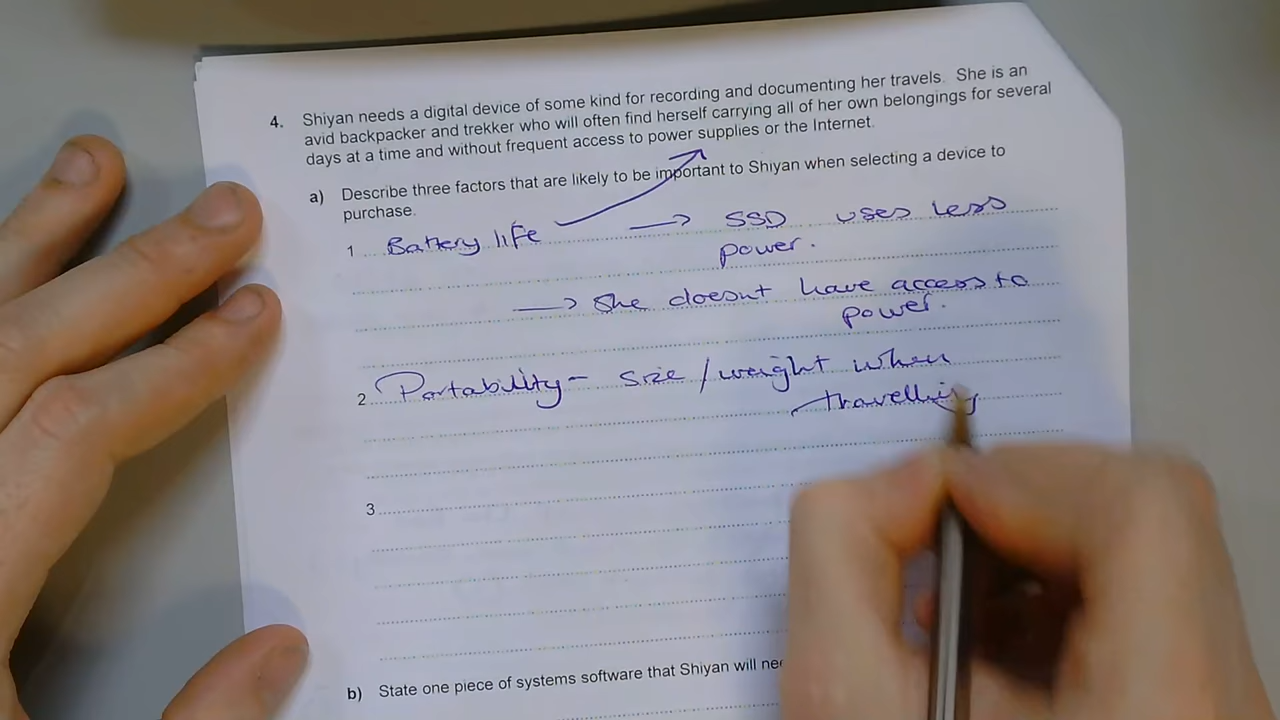 4. Shiyan needs a digital device of some kind for recording and documenting her travels. She is an
avid backpacker and trekker who will often find herself carrying all of her own belongings for several
days at a time and without frequent access to power supplies or the Internet.
a) Describe three factors that are likely to be important to Shiyan when selecting a device to
purchase.
1 Battery life → SSD uses less
power.
→ She doesnt have access to
power.
2 Portability - size / weight when
travelling
3
b) State one piece of systems software that Shiyan will